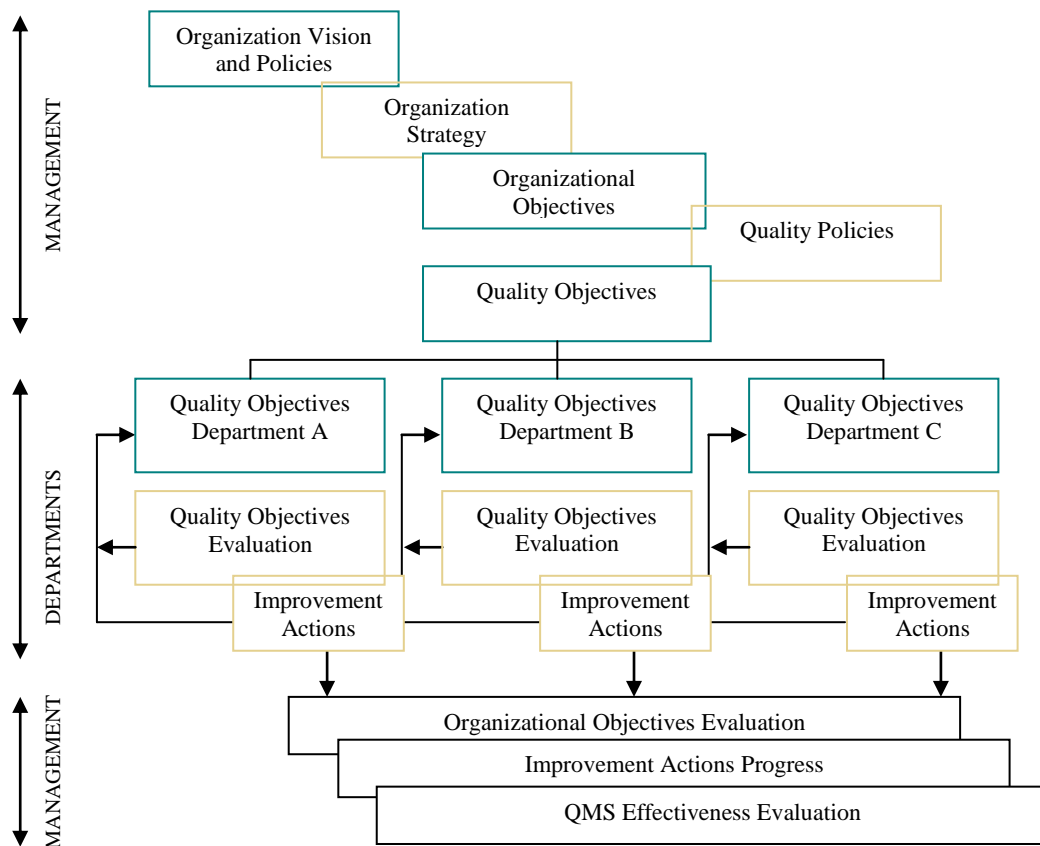 MANAGEMENT
Organization Vision
and Policies
Organization
Strategy
Organizational
Objectives
Quality Policies
Quality Objectives
DEPARTMENTS
Quality Objectives
Department A
Quality Objectives
Department B
Quality Objectives
Department C
Quality Objectives
Evaluation
Quality Objectives
Evaluation
Quality Objectives
Evaluation
Improvement
Actions
Improvement
Actions
Improvement
Actions
MANAGEMENT
Organizational Objectives Evaluation
Improvement Actions Progress
QMS Effectiveness Evaluation